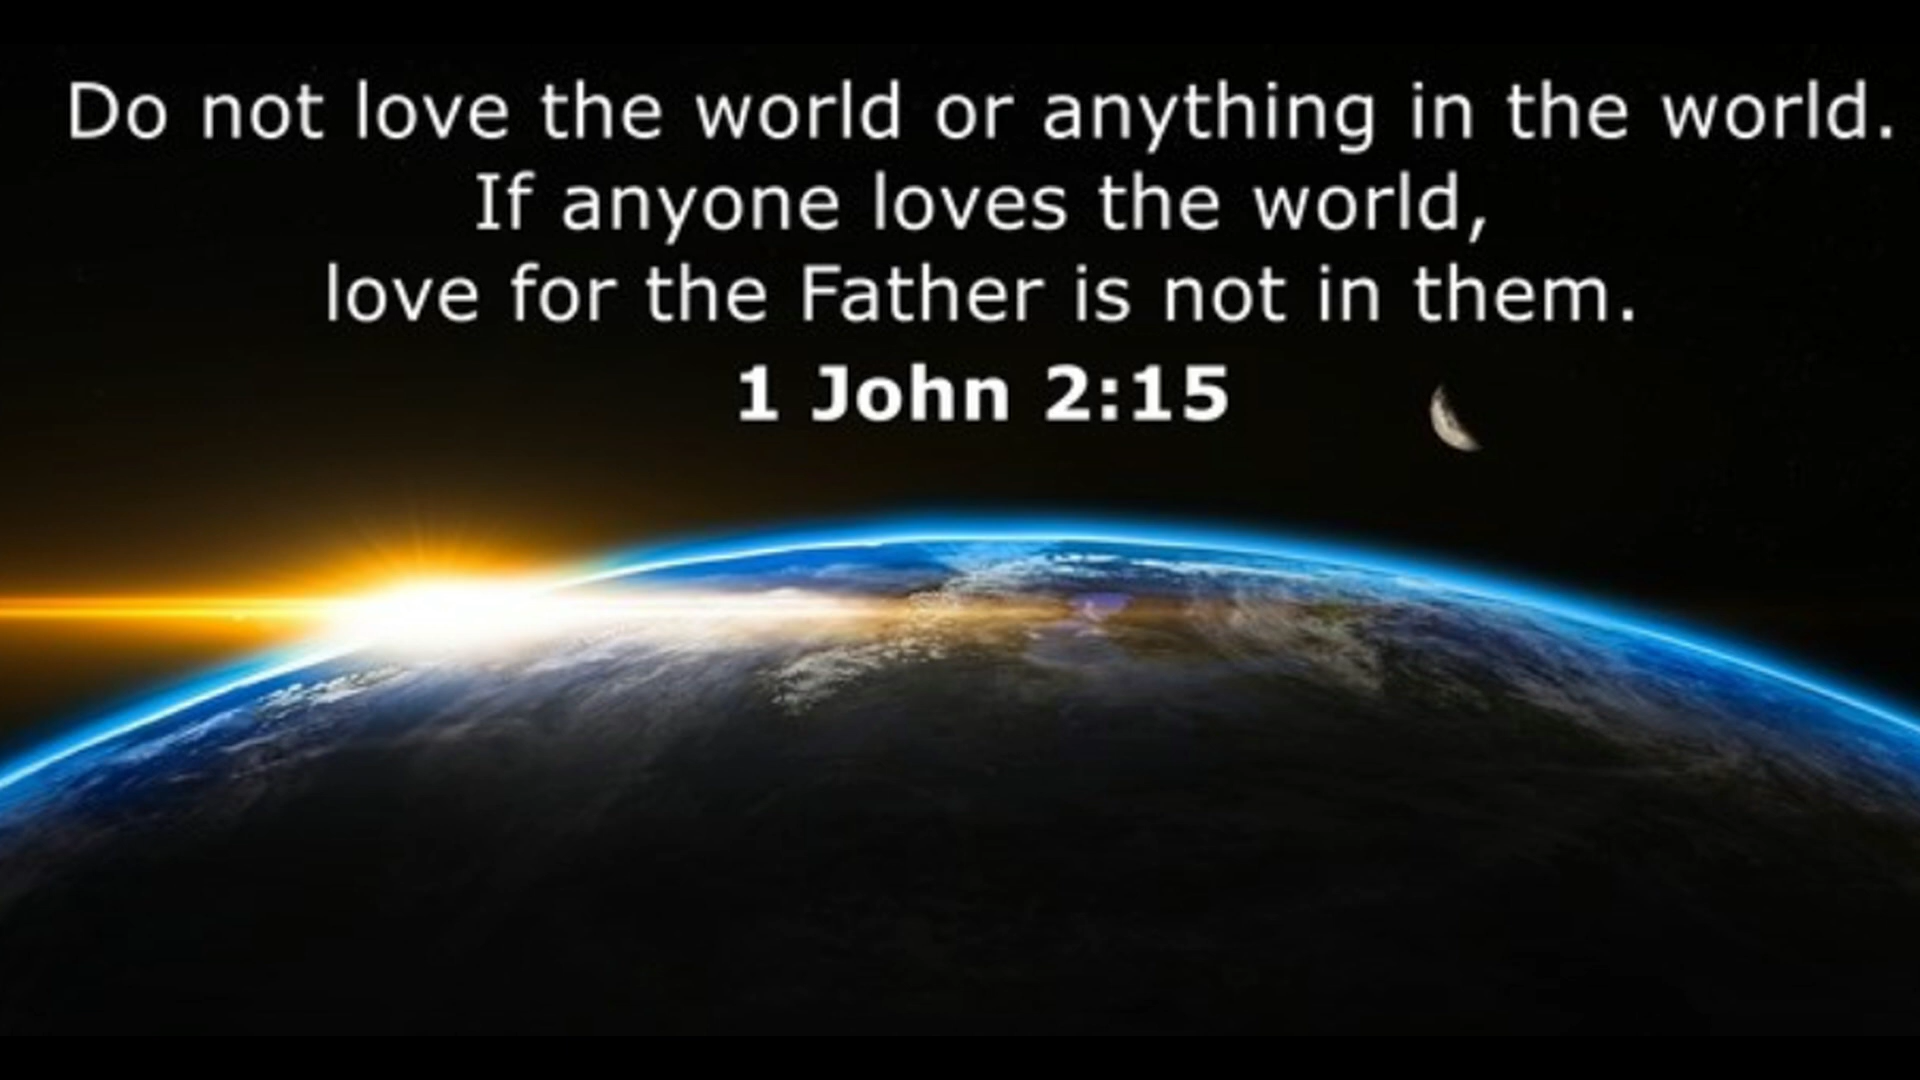 Do not love the world or anything in the world.
If anyone loves the world,
love for the Father is not in them.
1 John 2:15